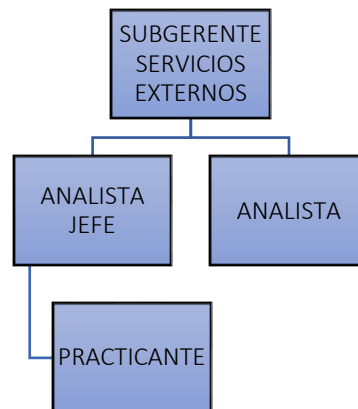 SUBGERENTE
SERVICIOS
EXTERNOS
ANALISTA
JEFE
ANALISTA
PRACTICANTE